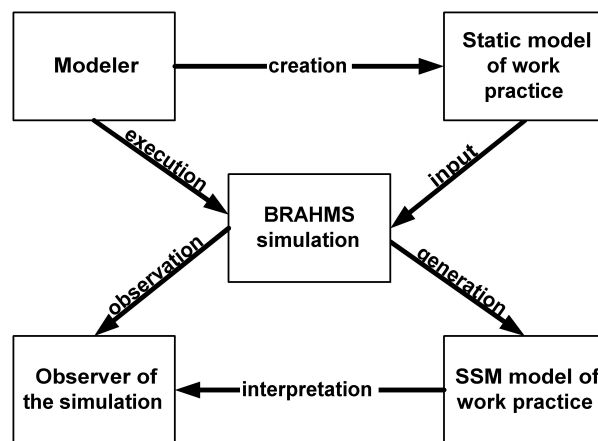 Modeler
creation
Static model
of work
practice
execution
input
BRAHMS
simulation
observation
generation
Observer of
the simulation
interpretation
SSM model of
work practice